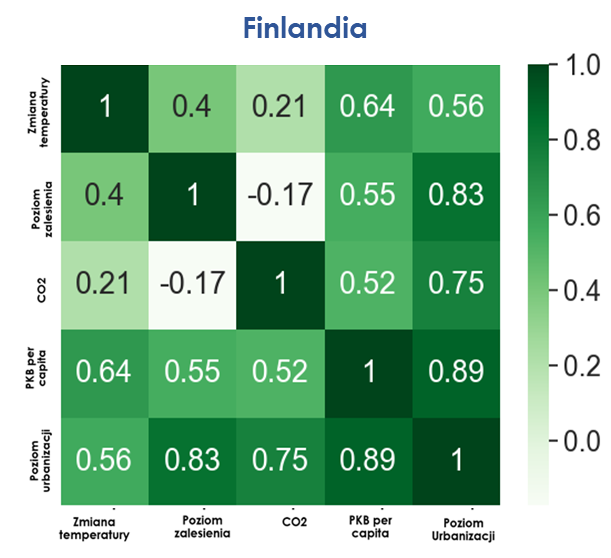 Finlandia
Zmiana
temperatury
1 0.4 0.21 0.64 0.56
Poziom
zalesienia
0.4 1 -0.17 0.55 0.83
CO2
0.21 -0.17 1 0.52 0.75
PKB per
capita
0.64 0.55 0.52 1 0.89
Poziom
urbanizacji
0.56 0.83 0.75 0.89 1
Zmiana
temperatury
Poziom
zalesienia
CO2
PKB per
capita
Poziom
Urbanizacji
1.0
0.8
0.6
0.4
0.2
0.0